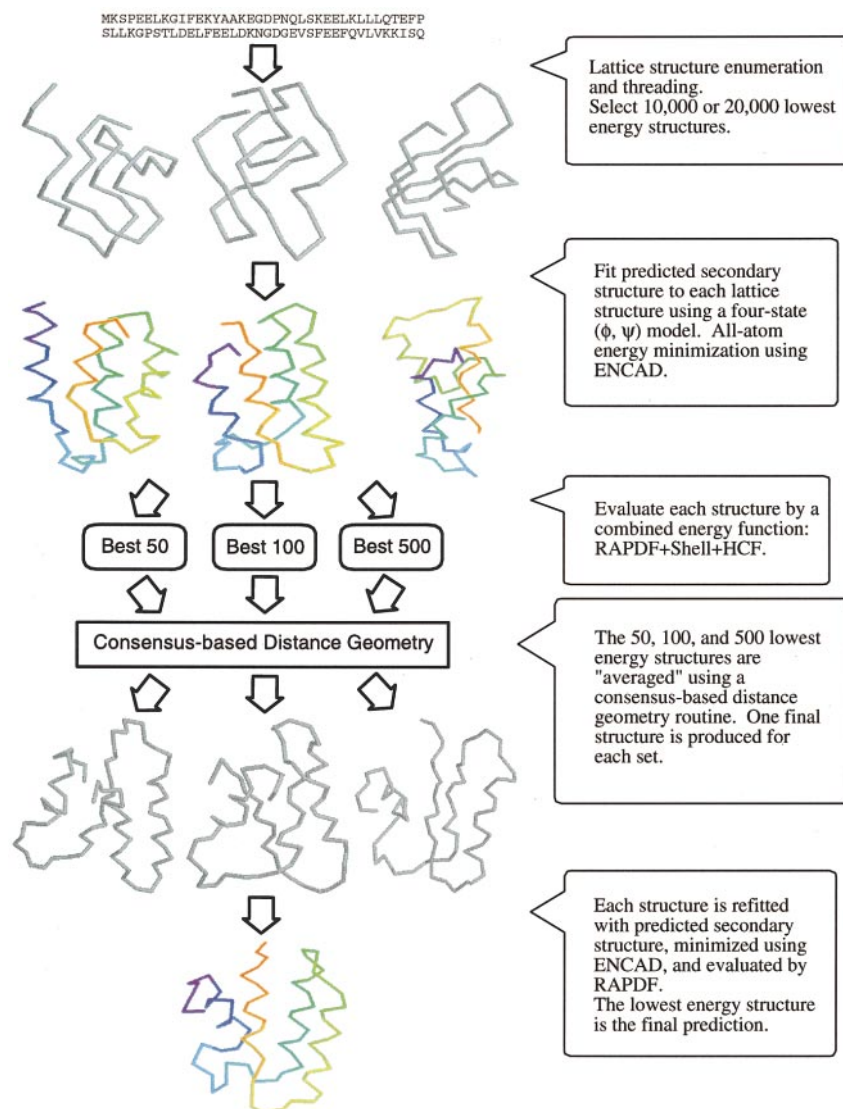 MKSPEELKGIFEKYAAKEGDPNQLSKEELKLLLQTEFP
SLLKGPSTLDELFEELDKNGDGEVSFEEFQVLVKKISQ
Lattice structure enumeration
and threading.
Select 10,000 or 20,000 lowest
energy structures.
Fit predicted secondary
structure to each lattice
structure using a four-state
(ϕ, ψ) model. All-atom
energy minimization using
ENCAD.
Evaluate each structure by a
combined energy function:
RAPDF+Shell+HCF.
Best 50
Best 100
Best 500
Consensus-based Distance Geometry
The 50, 100, and 500 lowest
energy structures are
"averaged" using a
consensus-based distance
geometry routine. One final
structure is produced for
each set.
Each structure is refitted
with predicted secondary
structure, minimized using
ENCAD, and evaluated by
RAPDF.
The lowest energy structure
is the final prediction.